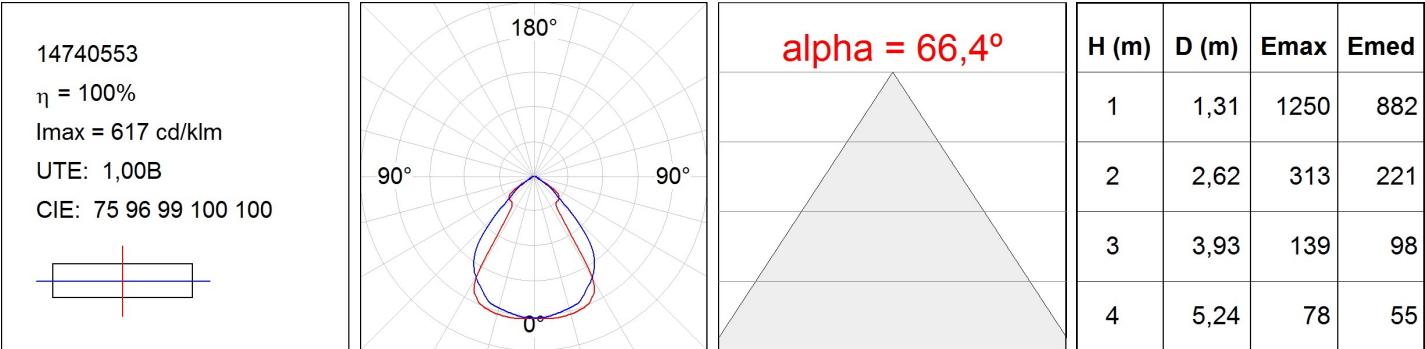 14740553
η = 100%
Imax = 617 cd/klm
UTE: 1,00B
CIE: 75 96 99 100 100
180°
90° 90°
0°
alpha = 66,4º
H (m) D (m) Emax Emed
1 1,31 1250 882
2 2,62 313 221
3 3,93 139 98
4 5,24 78 55